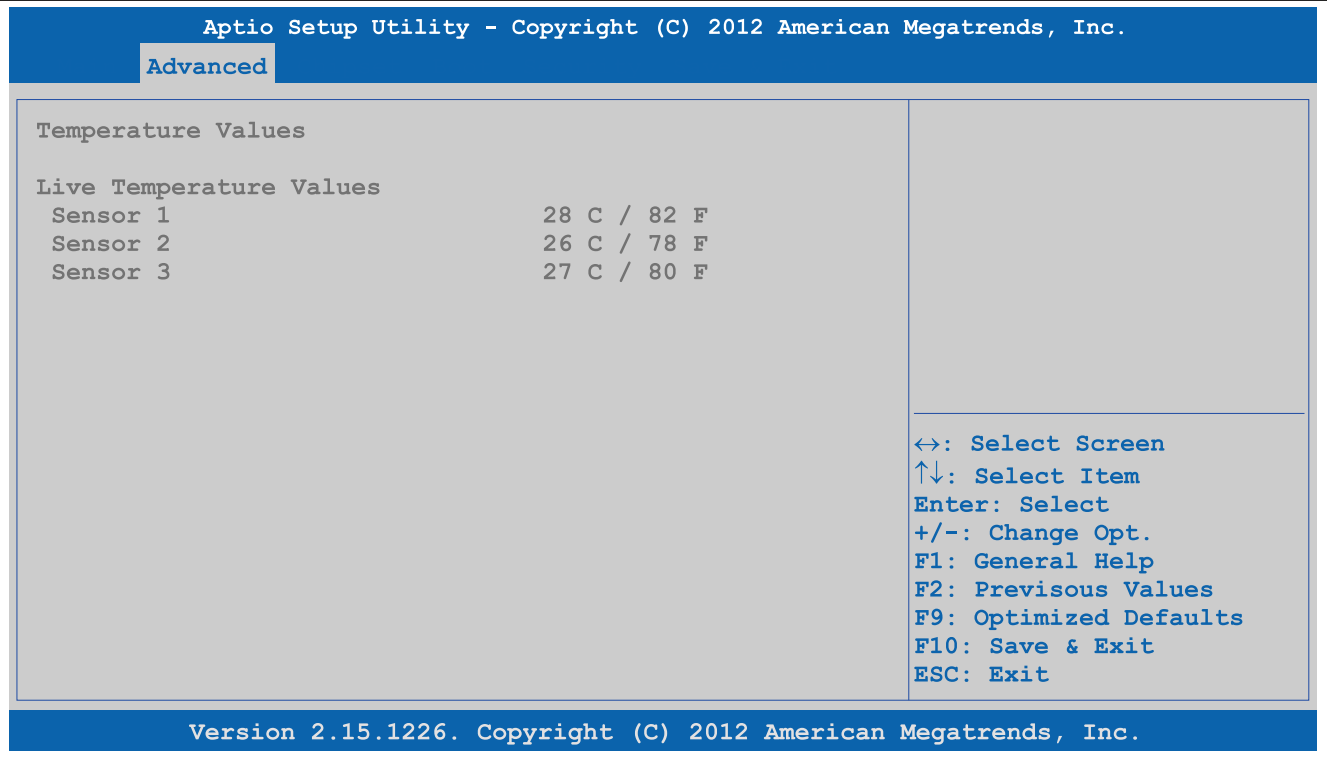 Aptio Setup Utility - Copyright (C) 2012 American Megatrends, Inc.
Advanced
Temperature Values
Live Temperature Values
Sensor 1 28 C / 82 F
Sensor 2 26 C / 78 F
Sensor 3 27 C / 80 F
↔: Select Screen
↑↓: Select Item
Enter: Select
+/-: Change Opt.
F1: General Help
F2: Previsous Values
F9: Optimized Defaults
F10: Save & Exit
ESC: Exit
Version 2.15.1226. Copyright (C) 2012 American Megatrends, Inc.